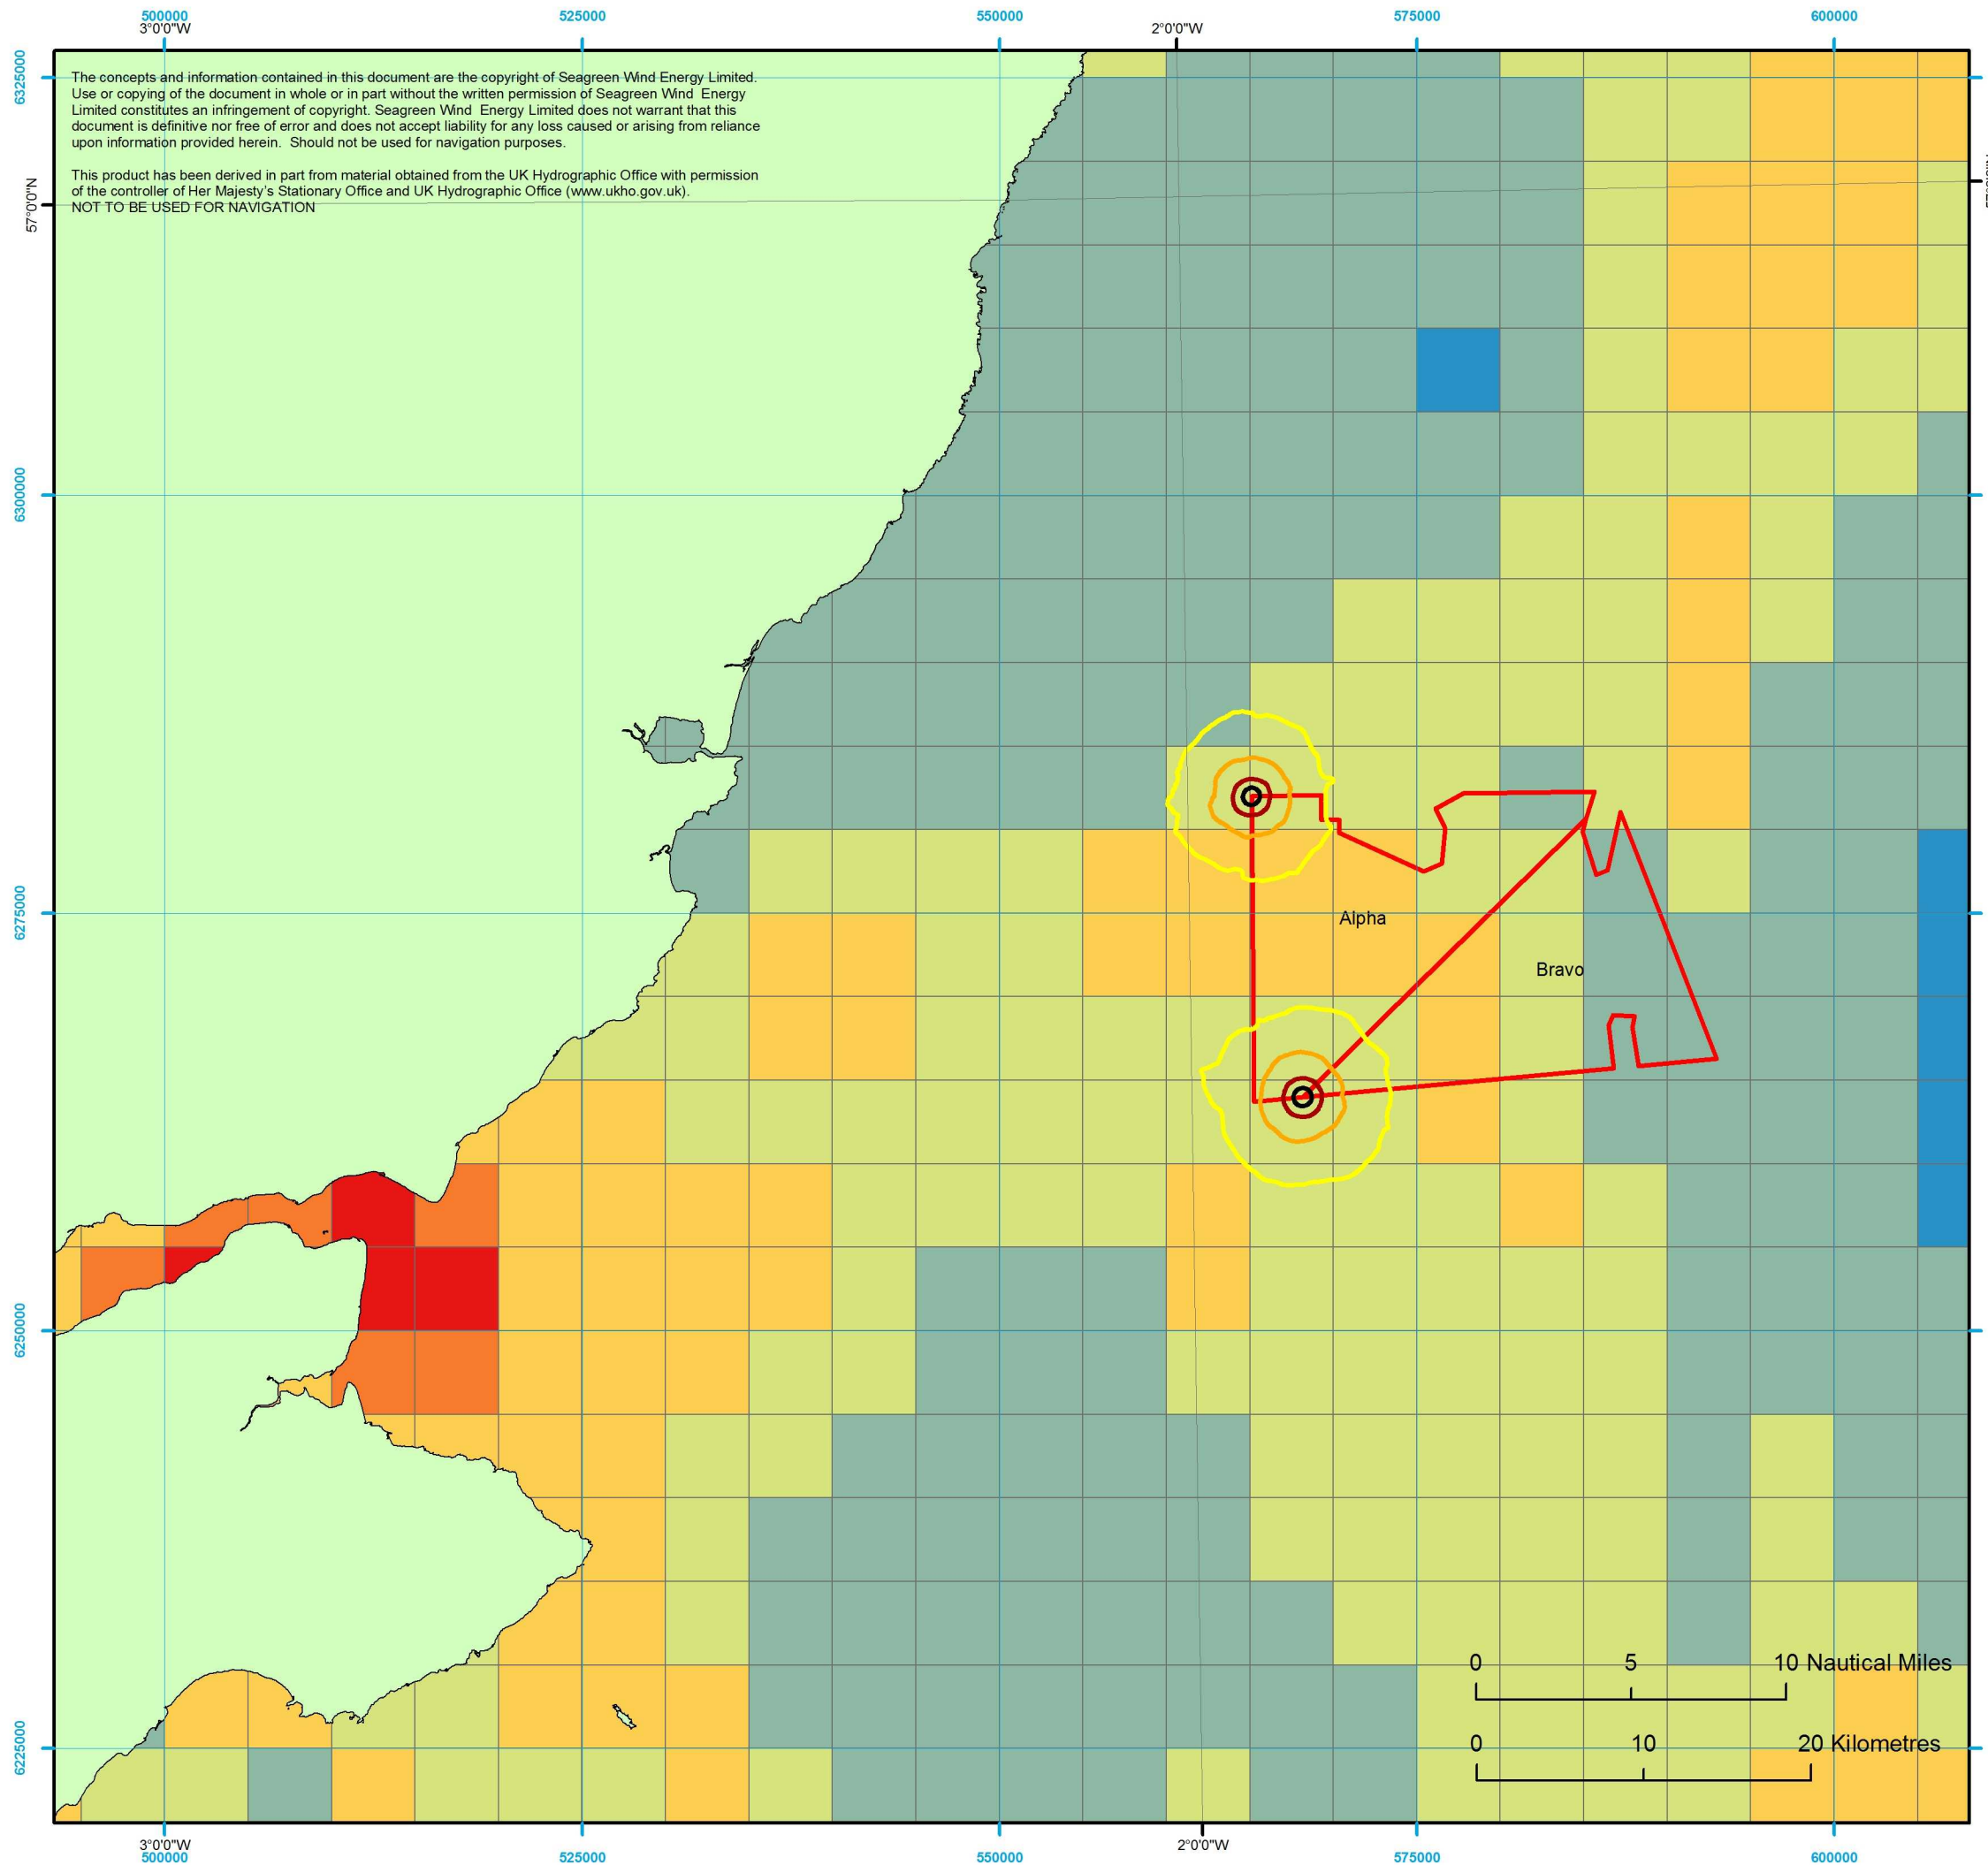 500000 525000 550000 575000 600000
3°0'0"W 2°0'0"W
6325000
The concepts and information contained in this document are the copyright of Seagreen Wind Energy Limited.
Use or copying of the document in whole or in part without the written permission of Seagreen Wind Energy
Limited constitutes an infringement of copyright. Seagreen Wind Energy Limited does not warrant that this
document is definitive nor free of error and does not accept liability for any loss caused or arising from reliance
upon information provided herein. Should not be used for navigation purposes.
This product has been derived in part from material obtained from the UK Hydrographic Office with permission
of the controller of Her Majesty's Stationary Office and UK Hydrographic Office (www.ukho.gov.uk).
NOT TO BE USED FOR NAVIGATION
57°0'0"N
6300000
6275000
Alpha
Bravo
6250000
0 5 10 Nautical Miles
6225000
0 10 20 Kilometres
3°0'0"W 2°0'0"W
500000 525000 550000 575000 600000